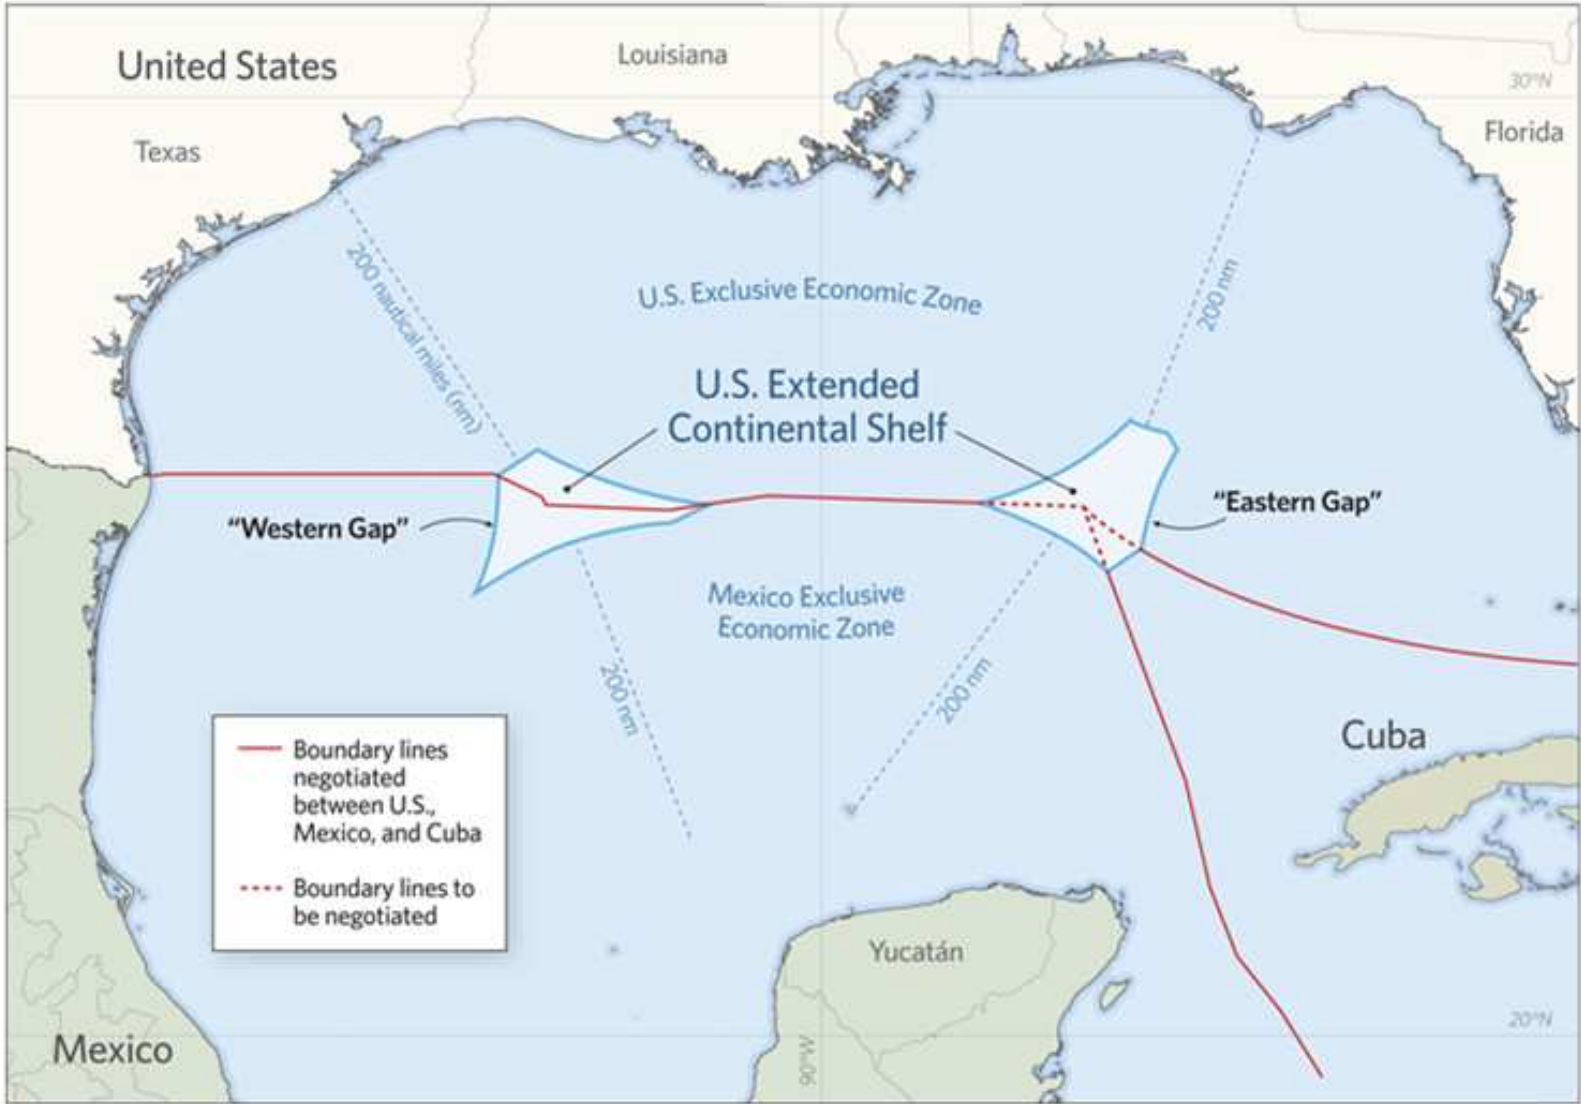 United States
Louisiana
30°N
Texas
Florida
200 nautical miles (nm)
200 nm
U.S. Exclusive Economic Zone
U.S. Extended
Continental Shelf
"Western Gap"
"Eastern Gap"
Mexico Exclusive
Economic Zone
200 nm
200 nm
Boundary lines
negotiated
between U.S.,
Mexico, and Cuba
Boundary lines to
be negotiated
Cuba
Yucatán
20°N
Mexico
90°W